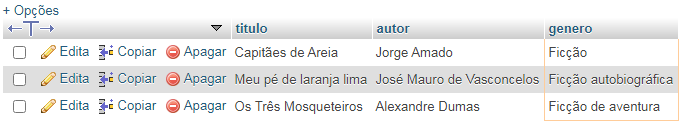 + Opções
←T→ titulo autor genero
Edita Copiar Apagar Capitães de Areia Jorge Amado Ficção
Edita Copiar Apagar Meu pé de laranja lima José Mauro de Vasconcelos Ficção autobiográfica
Edita Copiar Apagar Os Três Mosqueteiros Alexandre Dumas Ficção de aventura